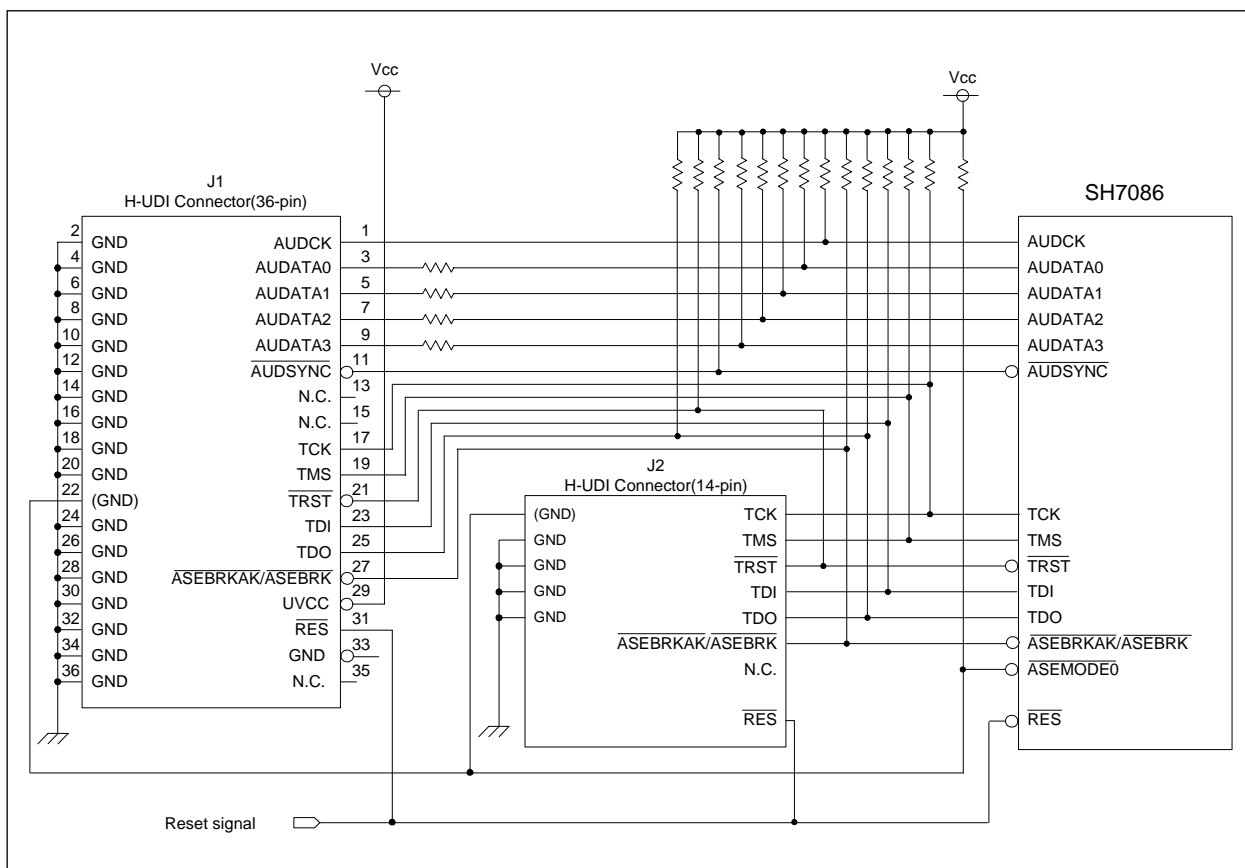 Vcc
Vcc
J1
H-UDI Connector(36-pin)
SH7086
2 GND AUDCK 1 AUDCK
4 GND AUDATA0 3 AUDATA0
6 GND AUDATA1 5 AUDATA1
8 GND AUDATA2 7 AUDATA2
10 GND AUDATA3 9 AUDATA3
12 GND AUDSYNC 11 AUDSYNC
14 GND N.C. 13
16 GND N.C. 15
18 GND TCK 17
20 GND TMS 19
22 (GND) TRST 21
24 GND TDI 23
26 GND TDO 25
28 GND ASEBRKAK/ASEBRK 27
30 GND UVCC 29
32 GND RES 31
34 GND GND 33
36 GND N.C. 35
J2
H-UDI Connector(14-pin)
(GND) TCK TCK
GND TMS TMS
GND TRST TRST
GND TDI TDI
GND TDO TDO
ASEBRKAK/ASEBRK ASEBRKAK/ASEBRK
N.C. ASEMODE0
RES RES
Reset signal